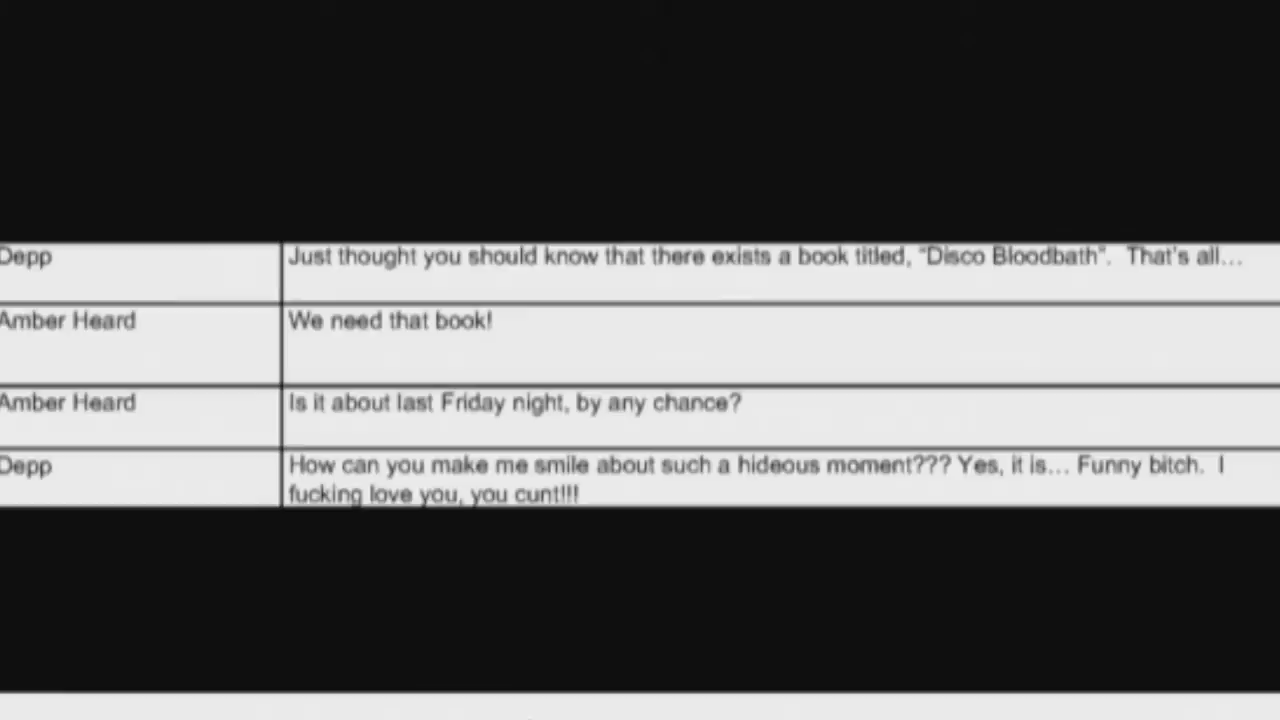 Depp Just thought you should know that there exists a book titled, "Disco Bloodbath". That's all...
Amber Heard We need that book!
Amber Heard Is it about last Friday night, by any chance?
Depp How can you make me smile about such a hideous moment??? Yes, it is... Funny bitch. I
fucking love you, you cunt!!!